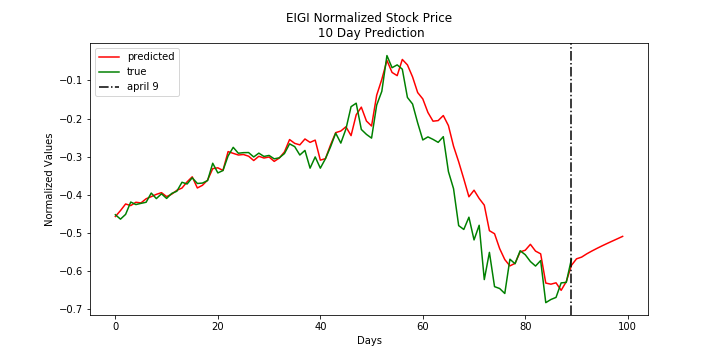 EIGI Normalized Stock Price
10 Day Prediction
predicted
true
april 9
Normalized Values
−0.1
−0.2
−0.3
−0.4
−0.5
−0.6
−0.7
0
20
40
60
80
100
Days